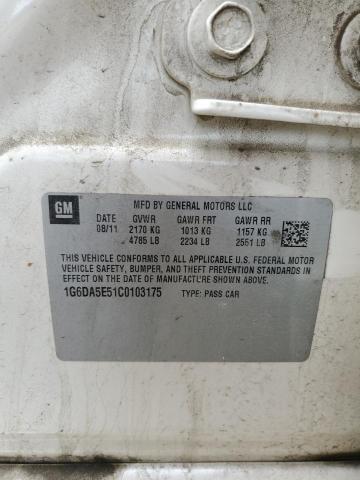 GM
MFD BY GENERAL MOTORS LLC
DATE GVWR GAWR FRT GAWR RR
08/11 2170 KG 1013 KG 1157 KG
4785 LB 2234 LB 2551 LB
THIS VEHICLE CONFORMS TO ALL APPLICABLE U.S. FEDERAL MOTOR
VEHICLE SAFETY, BUMPER, AND THEFT PREVENTION STANDARDS IN
EFFECT ON THE DATE OF MANUFACT'LRE SHOWN ABOVE.
1G6DA5E51C0103175 TYPE: PASS CAR